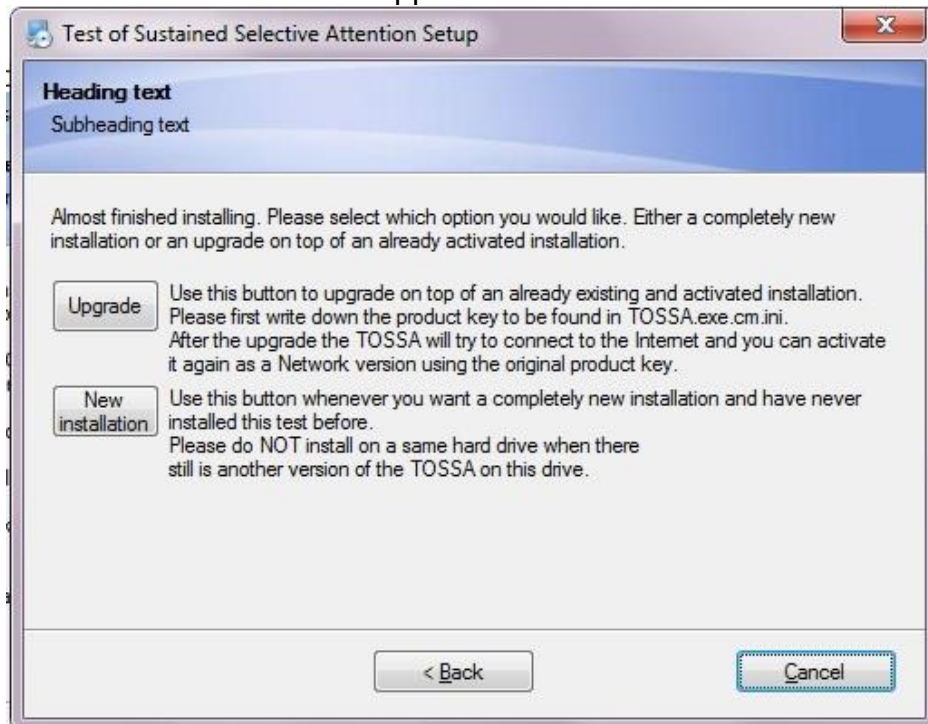 Test of Sustained Selective Attention Setup
Heading text
Subheading text
Almost finished installing. Please select which option you would like. Either a completely new
installation or an upgrade on top of an already activated installation.
Upgrade
Use this button to upgrade on top of an already existing and activated installation.
Please first write down the product key to be found in TOSSA.exe.cm.ini.
After the upgrade the TOSSA will try to connect to the Internet and you can activate
it again as a Network version using the original product key.
New
installation
Use this button whenever you want a completely new installation and have never
installed this test before.
Please do NOT install on a same hard drive when there
still is another version of the TOSSA on this drive.
< Back
Cancel